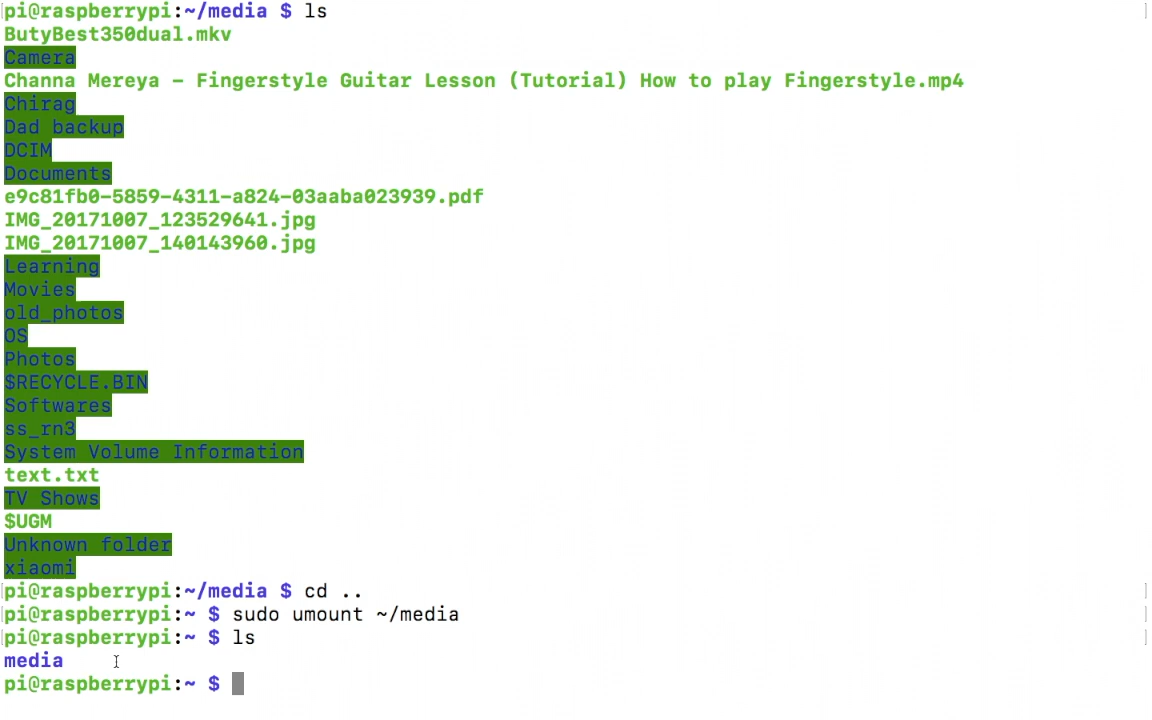 pi@raspberrypi:~/media $ ls
ButyBest350dual.mkv
Camera
Channa Mereya - Fingerstyle Guitar Lesson (Tutorial) How to play Fingerstyle.mp4
Chirag
Dad backup
DCIM
Documents
e9c81fb0-5859-4311-a824-03aaba023939.pdf
IMG_20171007_123529641.jpg
IMG_20171007_140143960.jpg
Learning
Movies
old_photos
OS
Photos
$RECYCLE.BIN
Softwares
ss_rn3
System Volume Information
text.txt
TV Shows
$UGM
Unknown folder
xiaomi
pi@raspberrypi:~/media $ cd ..
pi@raspberrypi:~ $ sudo umount ~/media
pi@raspberrypi:~ $ ls
media
pi@raspberrypi:~ $